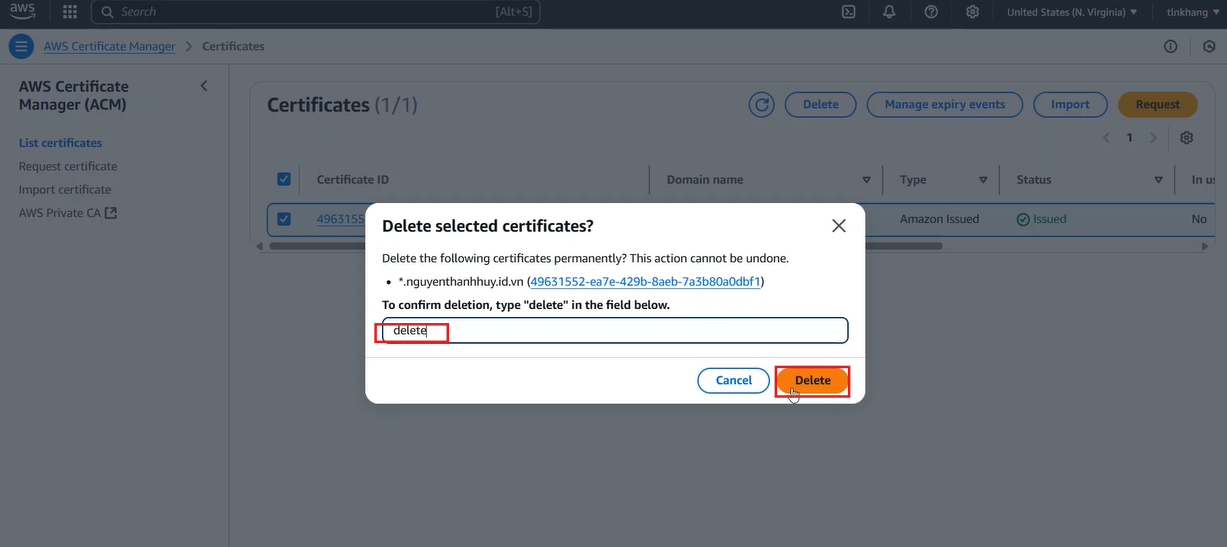 aws Search [Alt+S] United States (N. Virginia) tlnkhang
AWS Certificate Manager Certificates
AWS Certificate
Manager (ACM)
List certificates
Request certificate
Import certificate
AWS Private CA
Certificates (1/1) Delete Manage expiry events Import Request
1
Certificate ID Domain name Type Status In us
4963155 Amazon Issued Issued No
Delete selected certificates?
Delete the following certificates permanently? This action cannot be undone.
• *.nguyenthanhhuy.id.vn (49631552-ea7e-429b-8aeb-7a3b80a0dbf1)
To confirm deletion, type "delete" in the field below.
delete
Cancel Delete